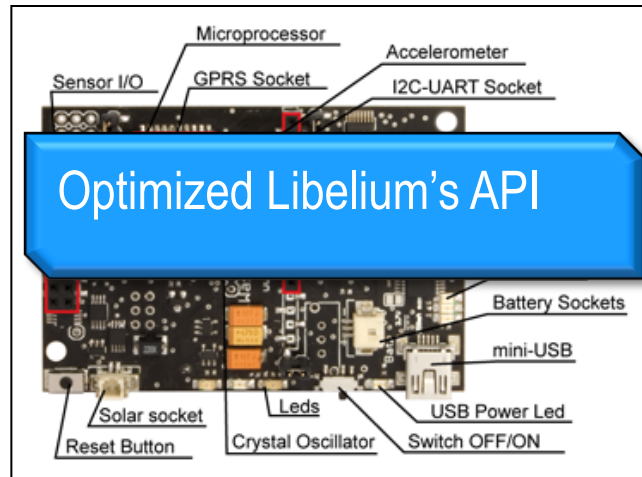 Microprocessor
Accelerometer
Sensor I/O
GPRS Socket
I2C-UART Socket
Optimized Libelium's API
Battery Sockets
mini-USB
Leds
USB Power Led
Solar socket
Crystal Oscillator
Switch OFF/ON
Reset Button